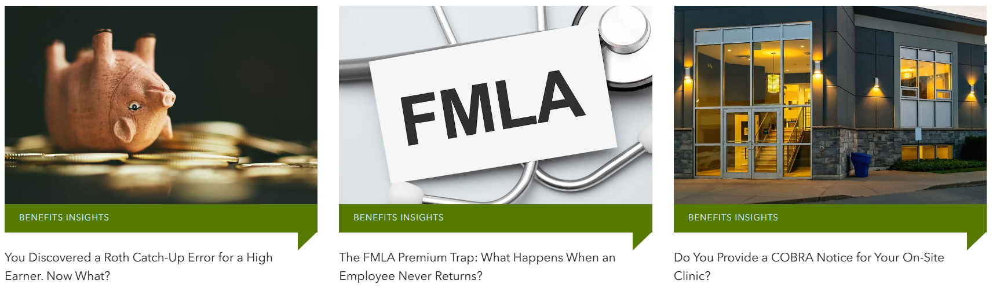 BENEFITS INSIGHTS
You Discovered a Roth Catch-Up Error for a High
Earner. Now What?
FMLA
BENEFITS INSIGHTS
The FMLA Premium Trap: What Happens When an
Employee Never Returns?
BENEFITS INSIGHTS
Do You Provide a COBRA Notice for Your On-Site
Clinic?